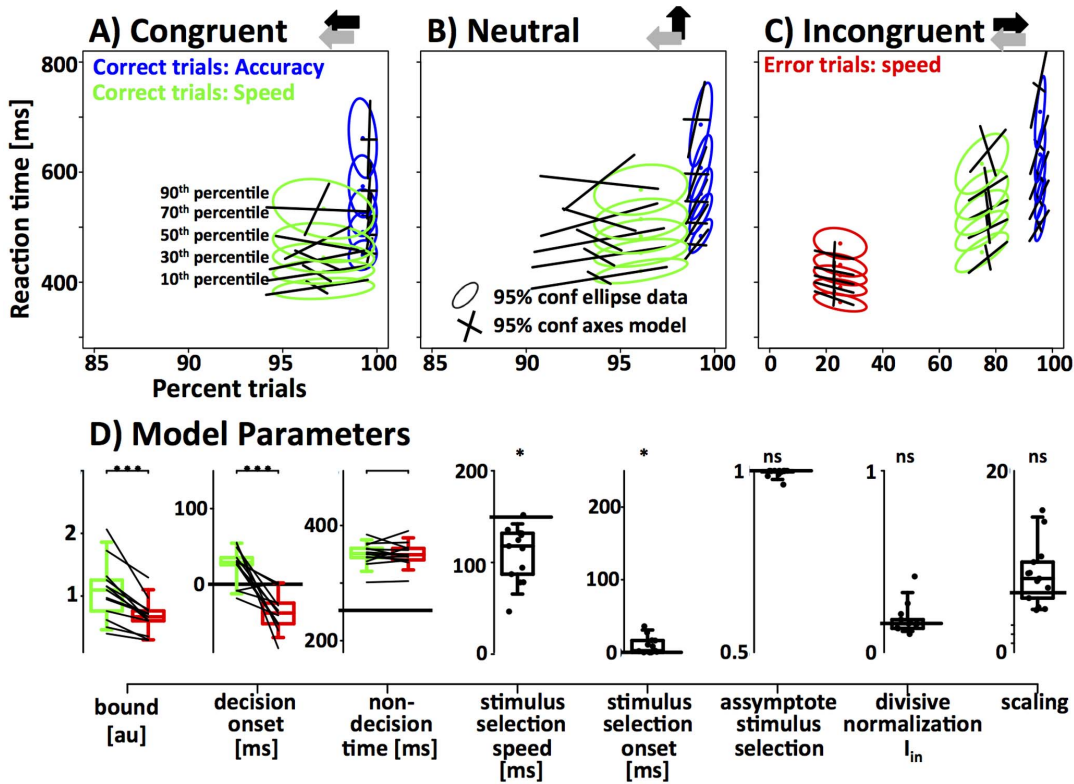 A) Congruent
B) Neutral
C) Incongruent
Correct trials: Accuracy
Correct trials: Speed
Error trials: speed
800
600
400
Reaction time [ms]
90th percentile
70th percentile
50th percentile
30th percentile
10th percentile
95% conf ellipse data
95% conf axes model
85 90 95 100
85 90 95 100
0 20 40 60 80 100
Percent trials
D) Model Parameters
*** *** * * ns ns ns
2
1
100
0
400
200
200
100
0
200
100
0
1
0.5
1
0
20
0
bound
[au]
decision
onset
[ms]
non-
decision
time [ms]
stimulus
selection
speed
[ms]
stimulus
selection
onset
[ms]
assymptote
stimulus
selection
divisive
normalization
Iin
scaling